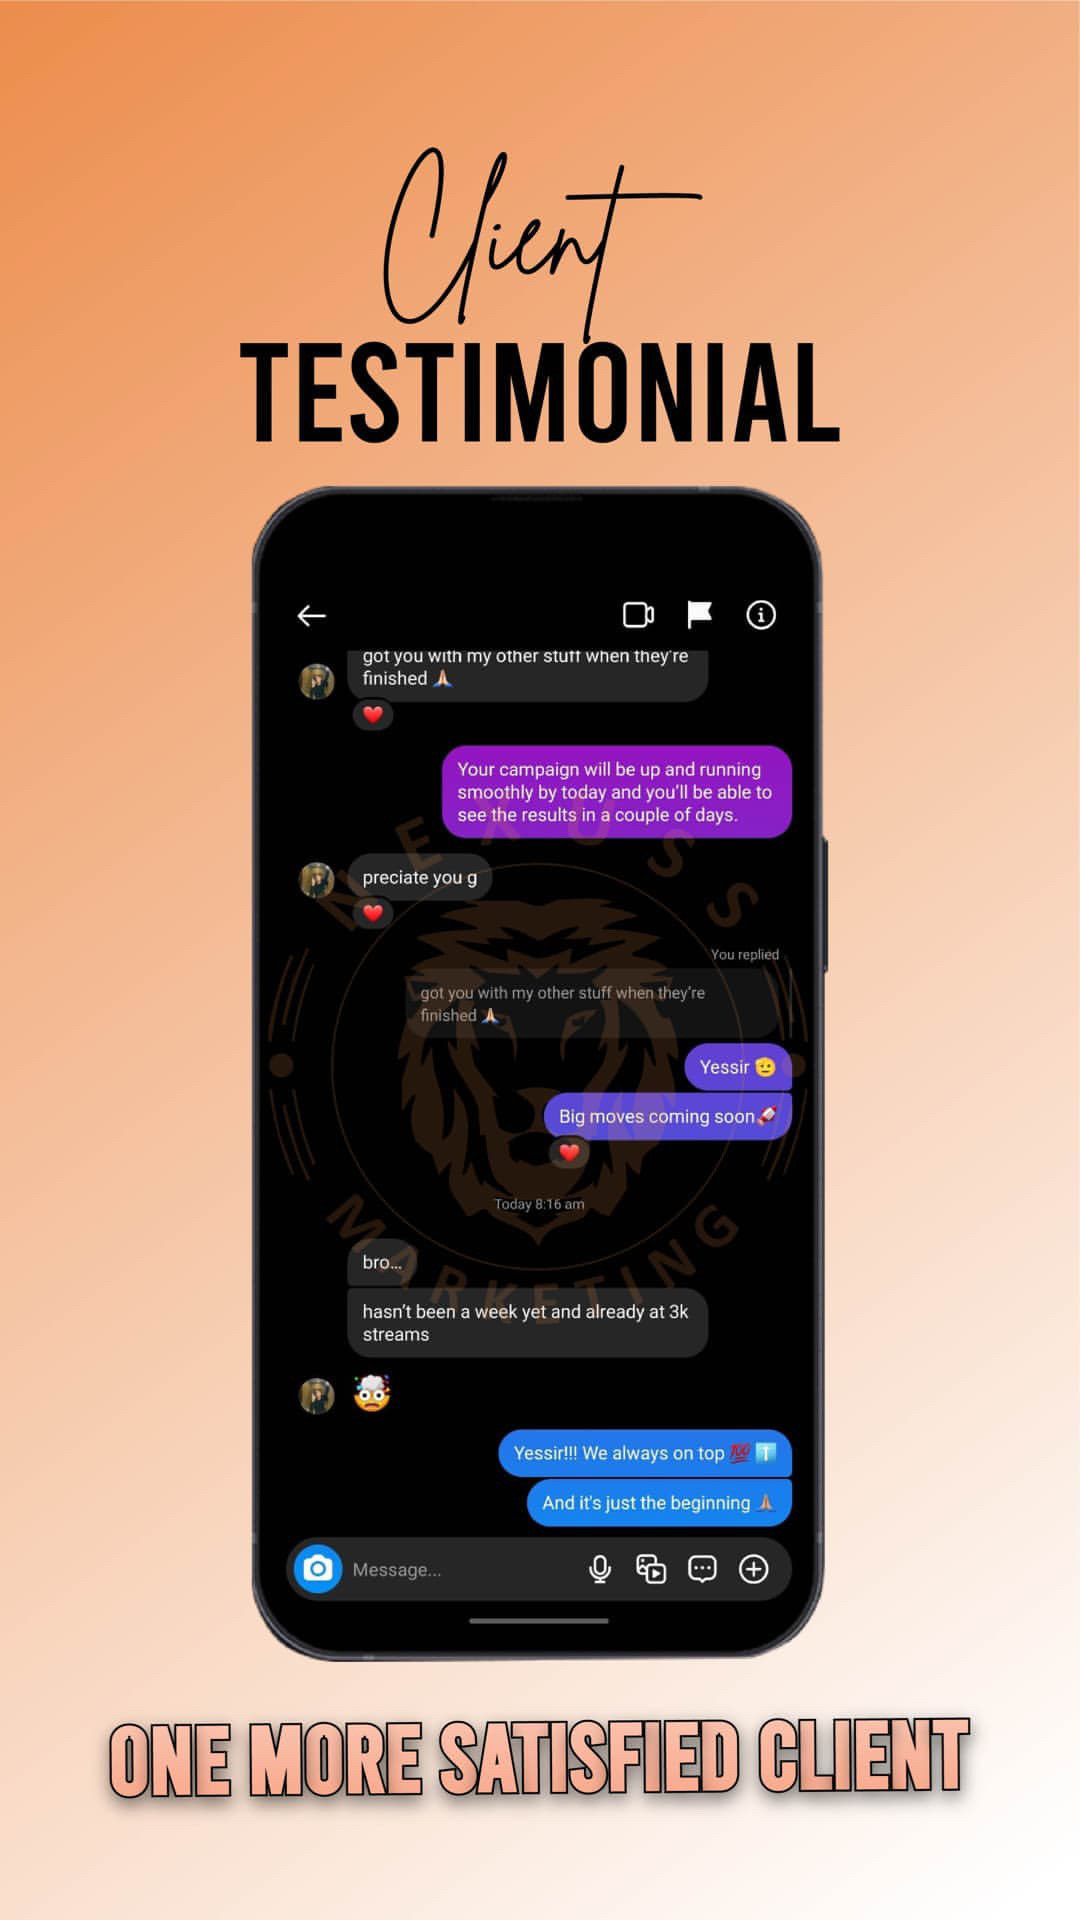 Client
TESTIMONIAL
got you with my other stuff when they're
finished 🙏🏼
❤️
Your campaign will be up and running
smoothly by today and you'll be able to
see the results in a couple of days.
preciate you g
❤️
NEXUSS
You replied
got you with my other stuff when they're
finished 🙏🏼
Yessir 🫡
Big moves coming soon🚀
❤️
Today 8:16 am
MARKETING
bro...
hasn't been a week yet and already at 3k
streams
🤯
Yessir!!! We always on top 💯 ⬆️
And it's just the beginning 🙏🏽
Message...
ONE MORE SATISFIED CLIENT